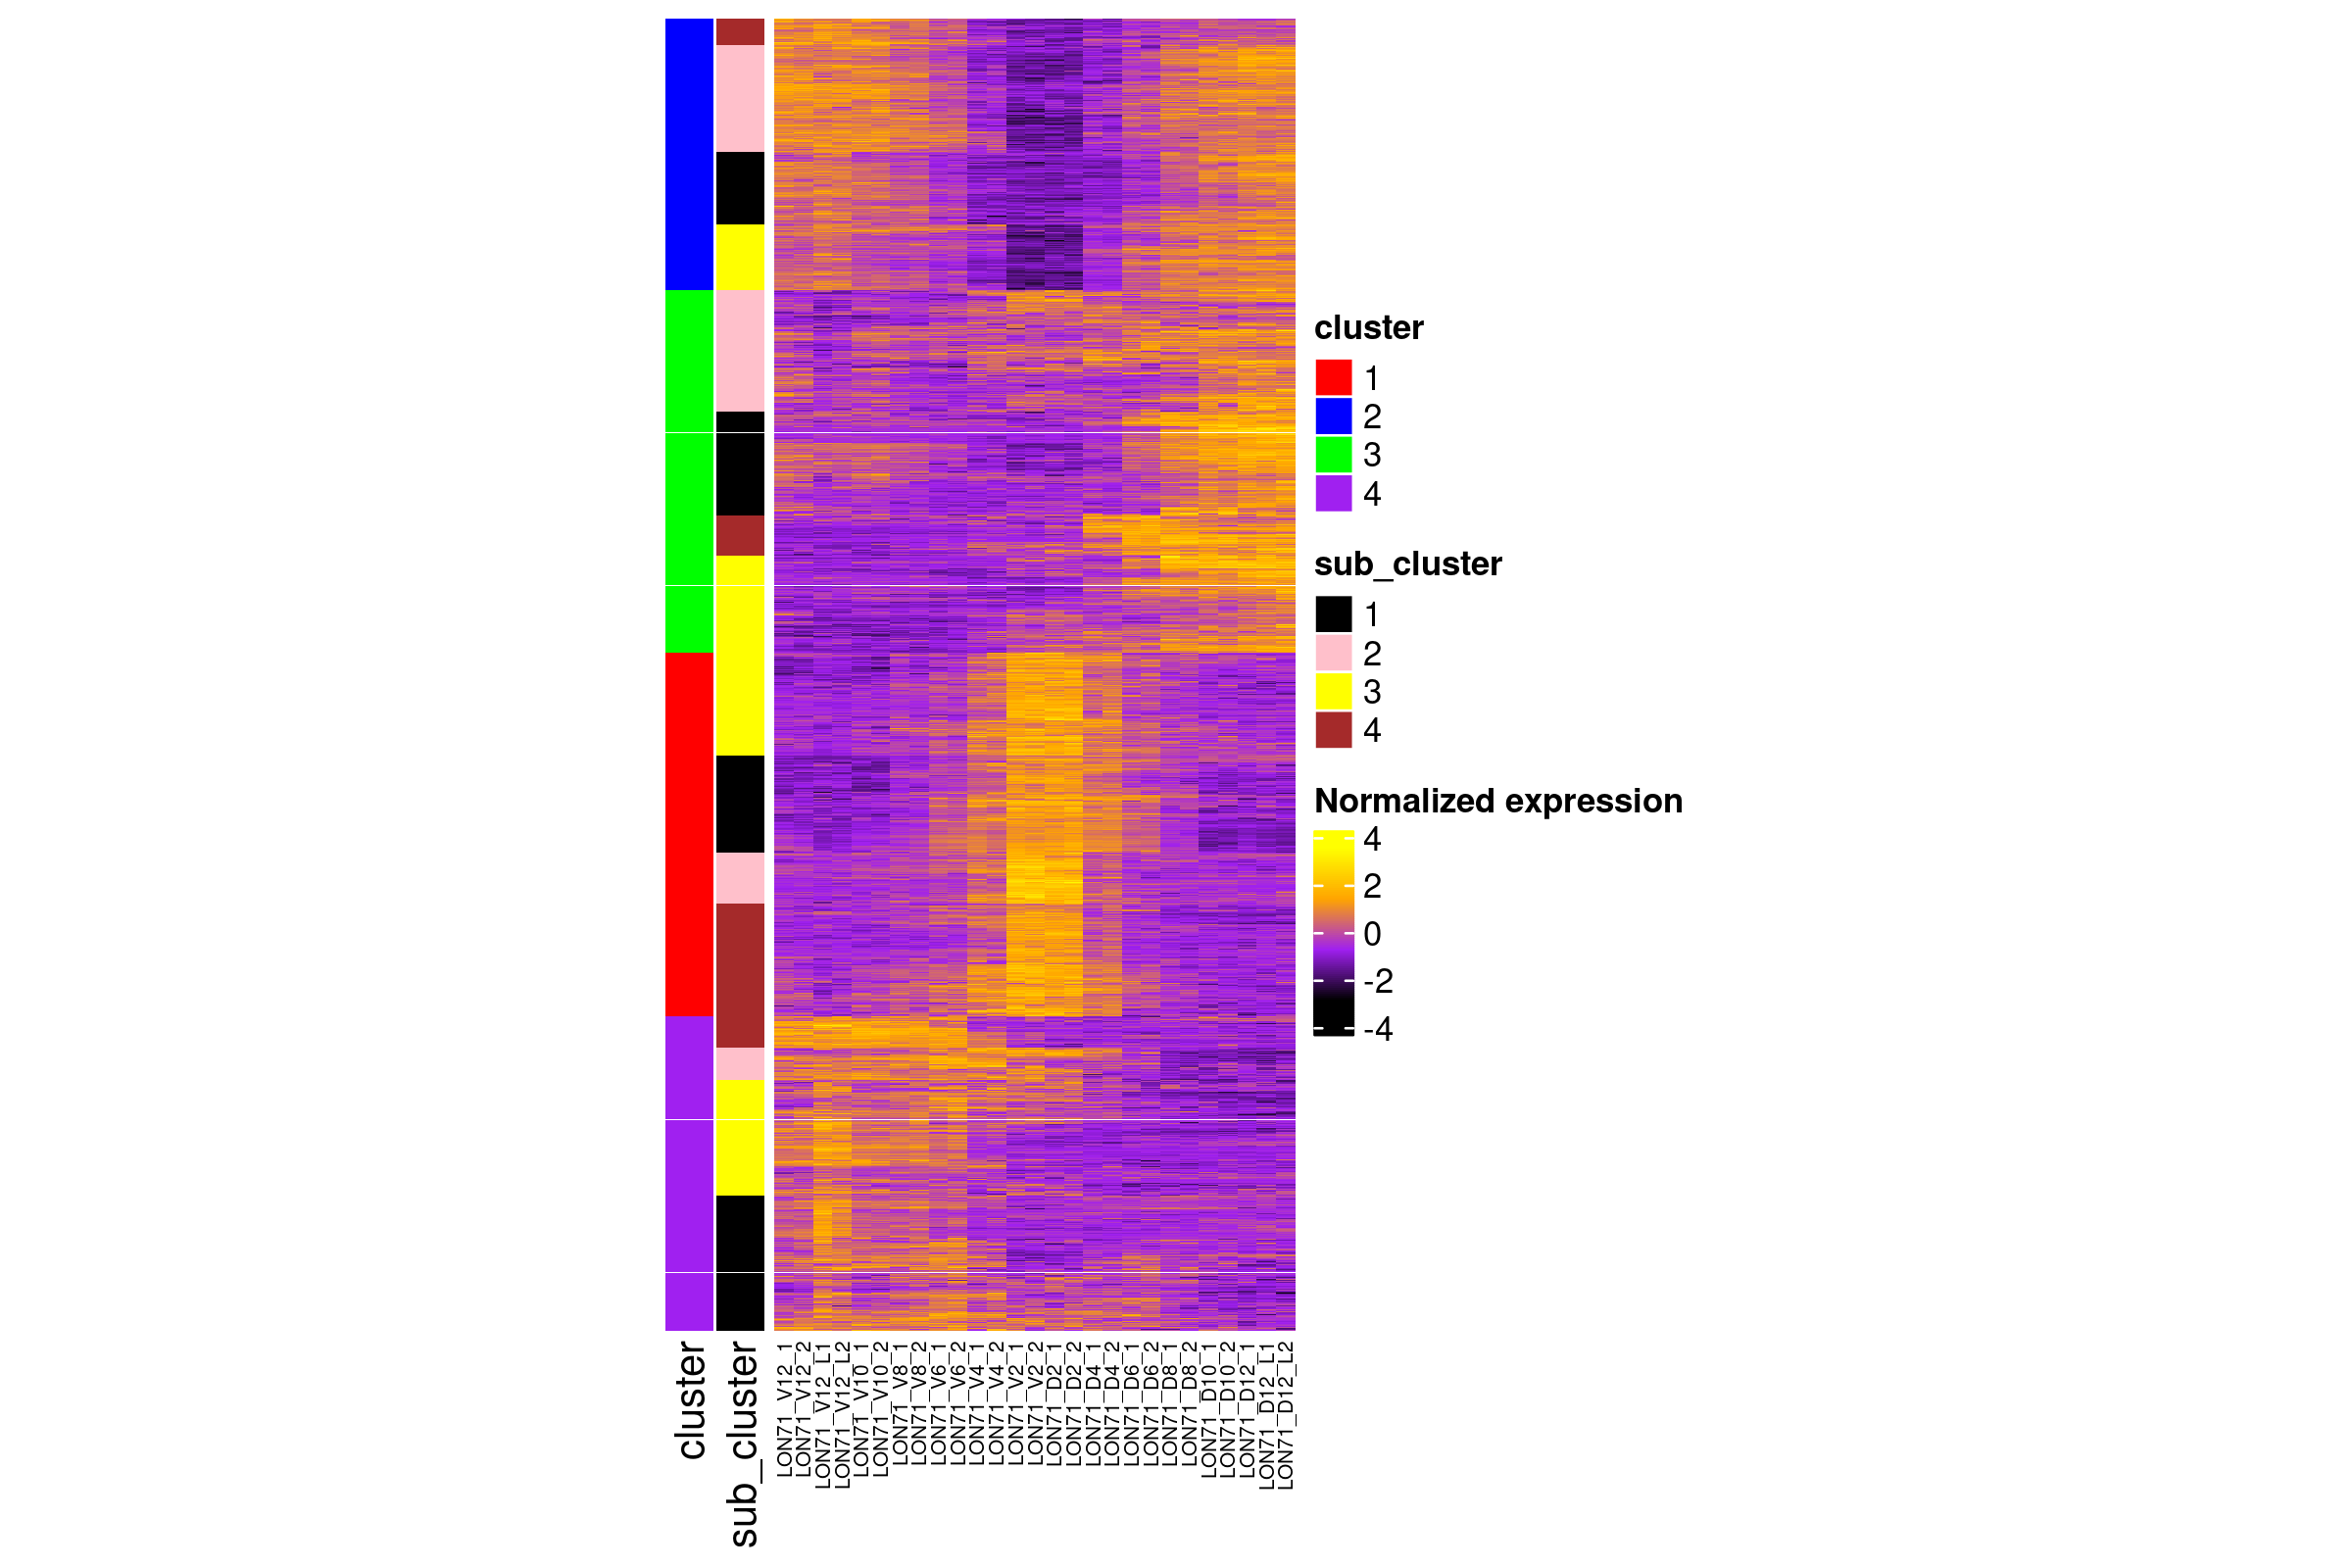 cluster
1
2
3
4
sub_cluster
1
2
3
4
Normalized expression
4
2
0
-2
-4
cluster
sub_cluster
LON71_V12_1
LON71_V12_2
LON71_V12_L1
LON71_V12_L2
LON71_V10_1
LON71_V10_2
LON71_V8_1
LON71_V8_2
LON71_V6_1
LON71_V6_2
LON71_V4_1
LON71_V4_2
LON71_V2_1
LON71_V2_2
LON71_D2_1
LON71_D2_2
LON71_D4_1
LON71_D4_2
LON71_D6_1
LON71_D6_2
LON71_D8_1
LON71_D8_2
LON71_D10_1
LON71_D10_2
LON71_D12_1
LON71_D12_L1
LON71_D12_L2